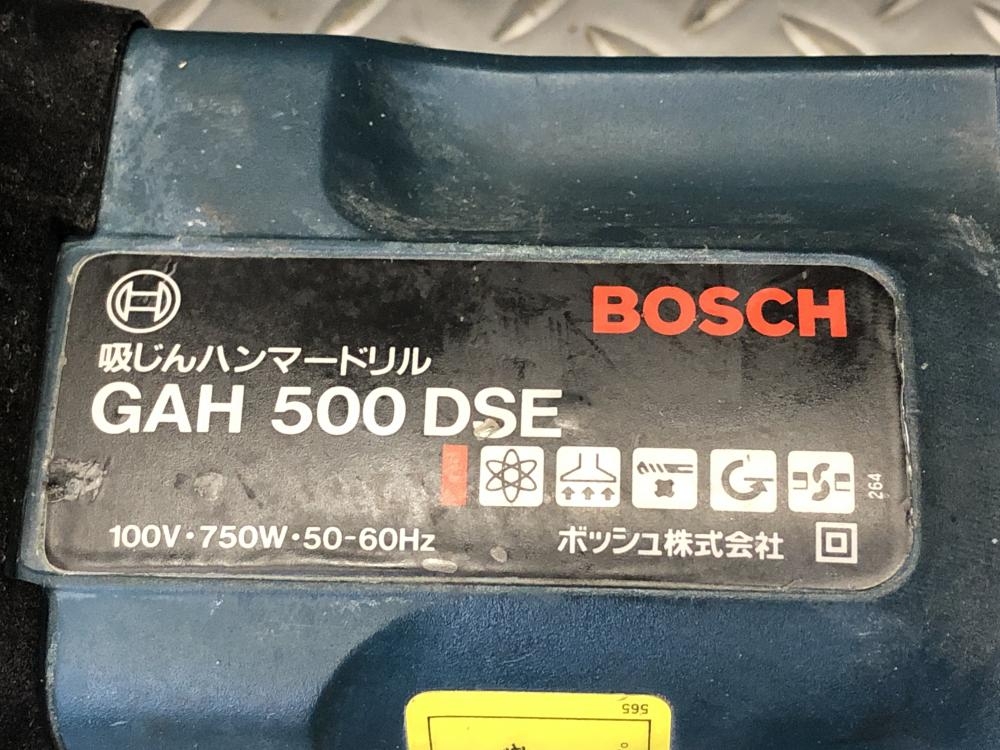 BOSCH
吸じんハンマードリル
GAH 500 DSE
264
100V・750W・50-60Hz
ボッシュ株式会社
565